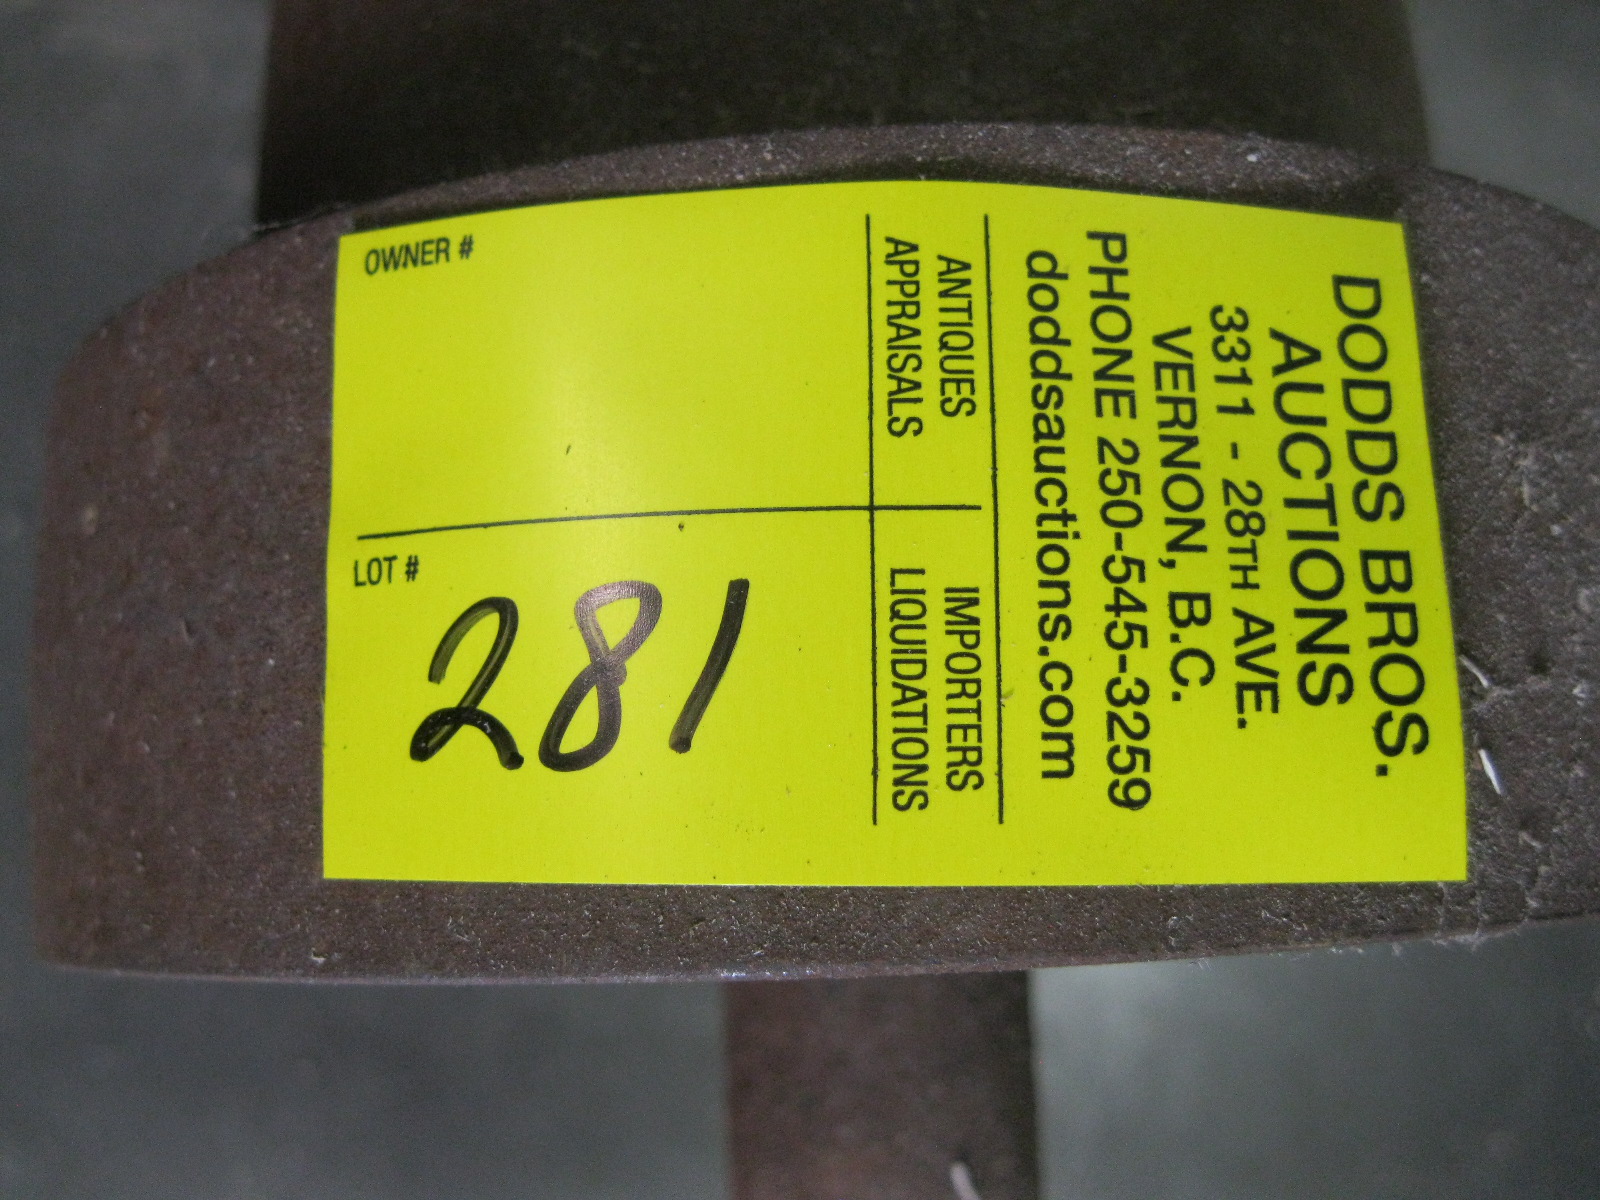 DODDS BROS.
AUCTIONS
3311 - 28TH AVE.
VERNON, B.C.
PHONE 250-545-3259
doddsauctions.com
ANTIQUES
APPRAISALS
IMPORTERS
LIQUIDATIONS
OWNER #
LOT #
281